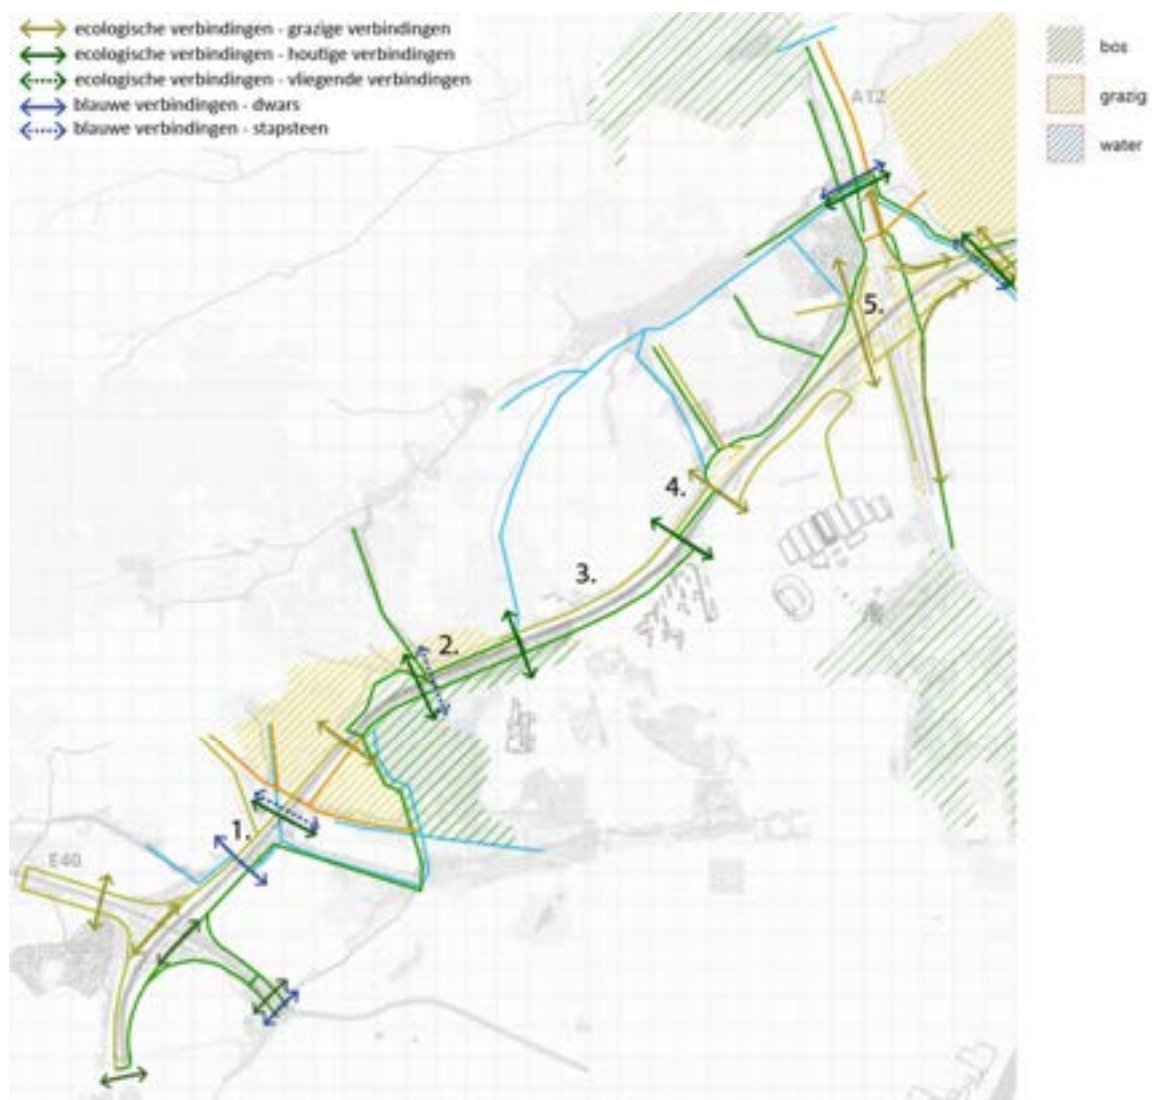 ecologische verbindingen - grazige verbindingen
ecologische verbindingen - houtige verbindingen
ecologische verbindingen - vliegende verbindingen
blauwe verbindingen - dwars
blauwe verbindingen - stapsteen
bos
grazig
water
A12
5.
4.
3.
2.
1.
E40